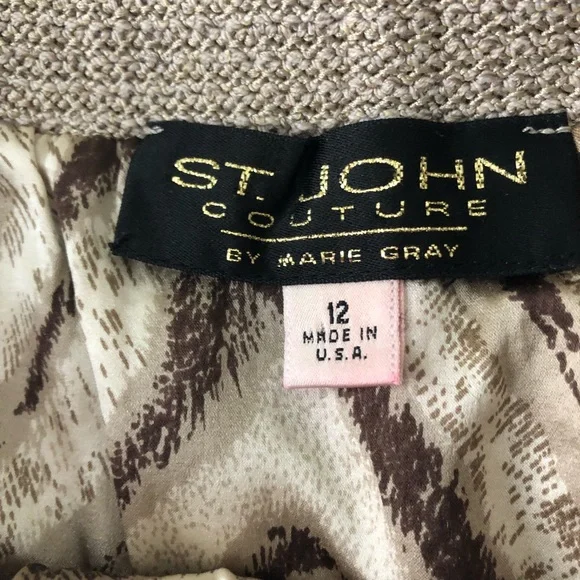 ST. JOHN
COUTURE
BY MARIE GRAY
12
MADE IN
U.S.A.